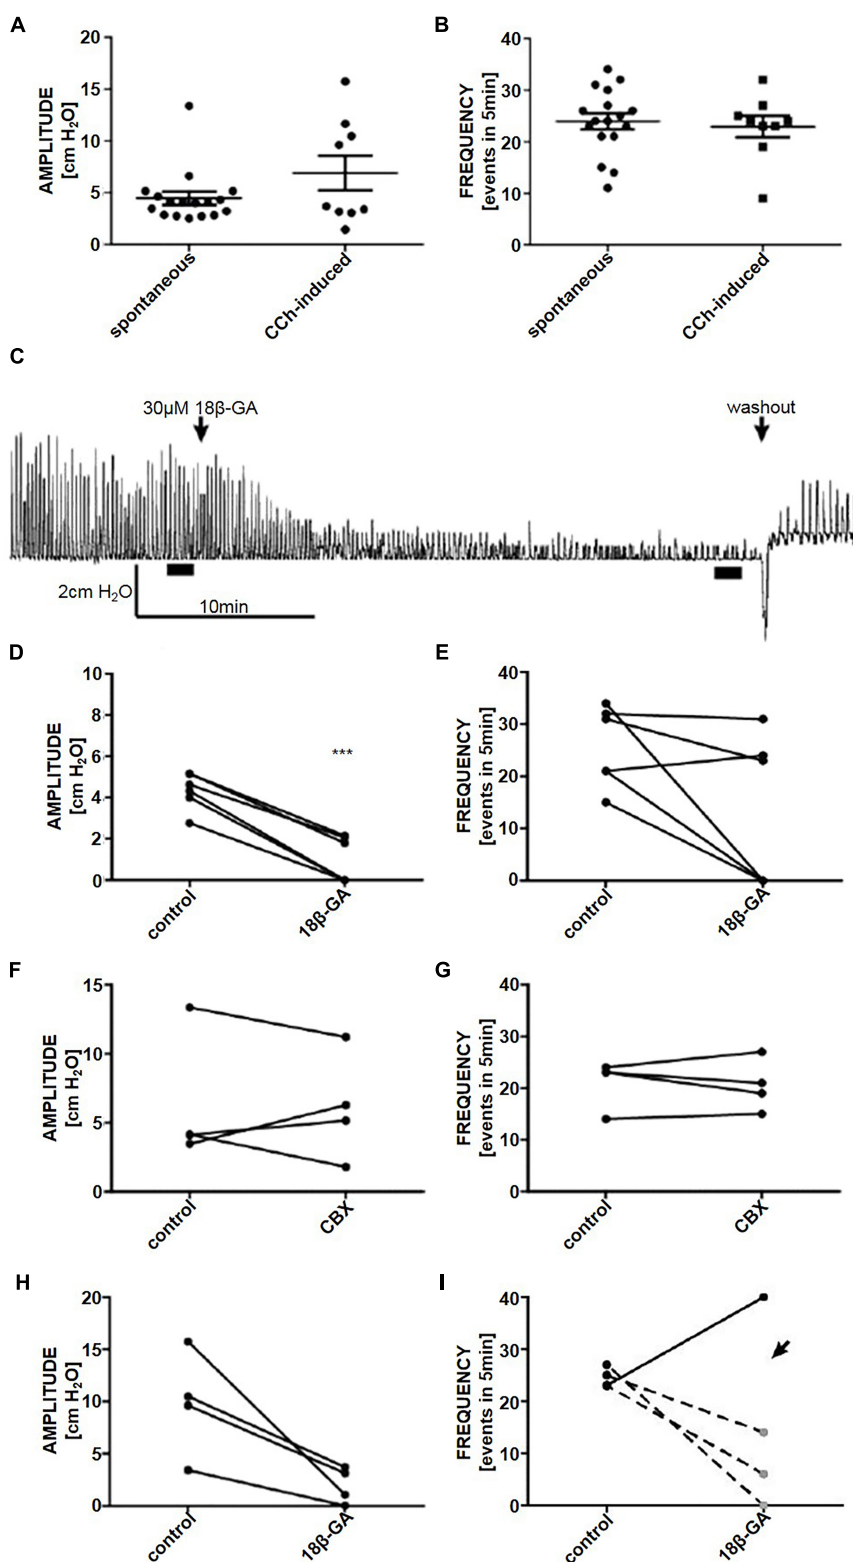 A
AMPLITUDE
[cm H₂O]
20
15
10
5
0
spontaneous
CCh-induced
B
FREQUENCY
[events in 5min]
40
30
20
10
0
spontaneous
CCh-induced
C
30µM 18β-GA
washout
2cm H₂O
10min
D
AMPLITUDE
[cm H₂O]
10
8
6
4
2
0
***
control
18β-GA
E
FREQUENCY
[events in 5min]
40
30
20
10
0
control
18β-GA
F
AMPLITUDE
[cm H₂O]
15
10
5
0
control
CBX
G
FREQUENCY
[events in 5min]
40
30
20
10
0
control
CBX
H
AMPLITUDE
[cm H₂O]
20
15
10
5
0
control
18β-GA
I
FREQUENCY
[events in 5min]
40
30
20
10
0
control
18β-GA